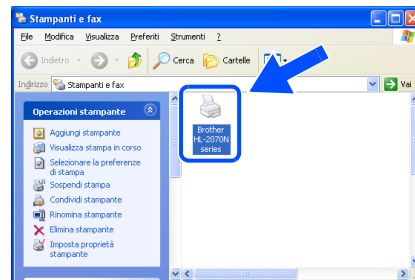 Stampanti e fax
File Modifica Visualizza Preferiti Strumenti ?
Indietro Cerca Cartelle
Indirizzo Stampanti e fax Vai
Operazioni stampante
Aggiungi stampante
Visualizza stampa in corso
Selezionare la preferenze
di stampa
Sospendi stampa
Condividi stampante
Rinomina stampante
Elimina stampante
Imposta proprietà
stampante
Brother
HL-2070N
series